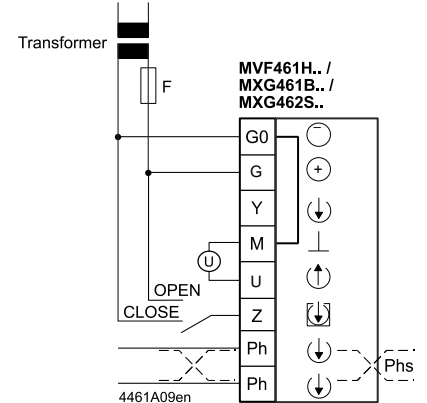 Transformer
F
MVF461H.. /
MXG461B.. /
MXG462S..
G0
G
Y
M
U
U
OPEN
CLOSE
Z
Ph
Phs
Ph
4461A09en